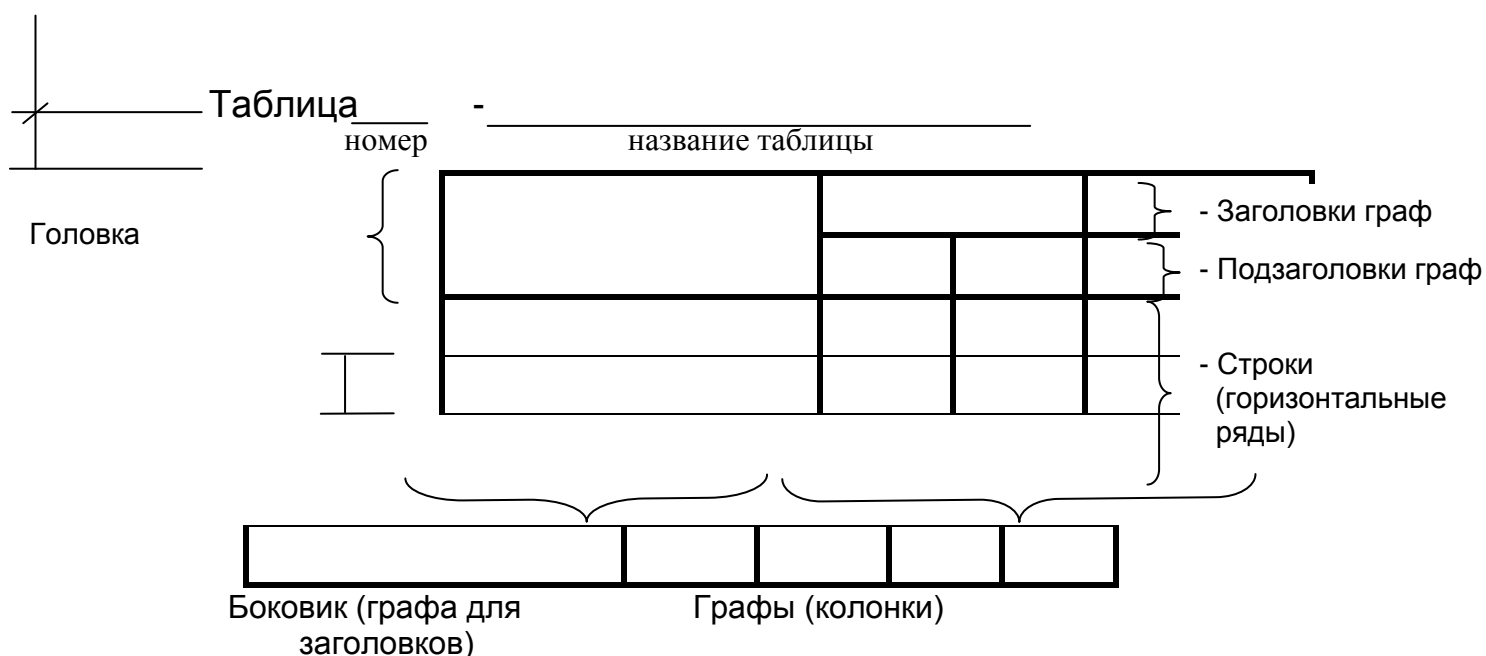 Таблица -
номер название таблицы
Головка
- Заголовки граф
- Подзаголовки граф
- Строки
(горизонтальные
ряды)
Боковик (графа для
заголовков)
Графы (колонки)